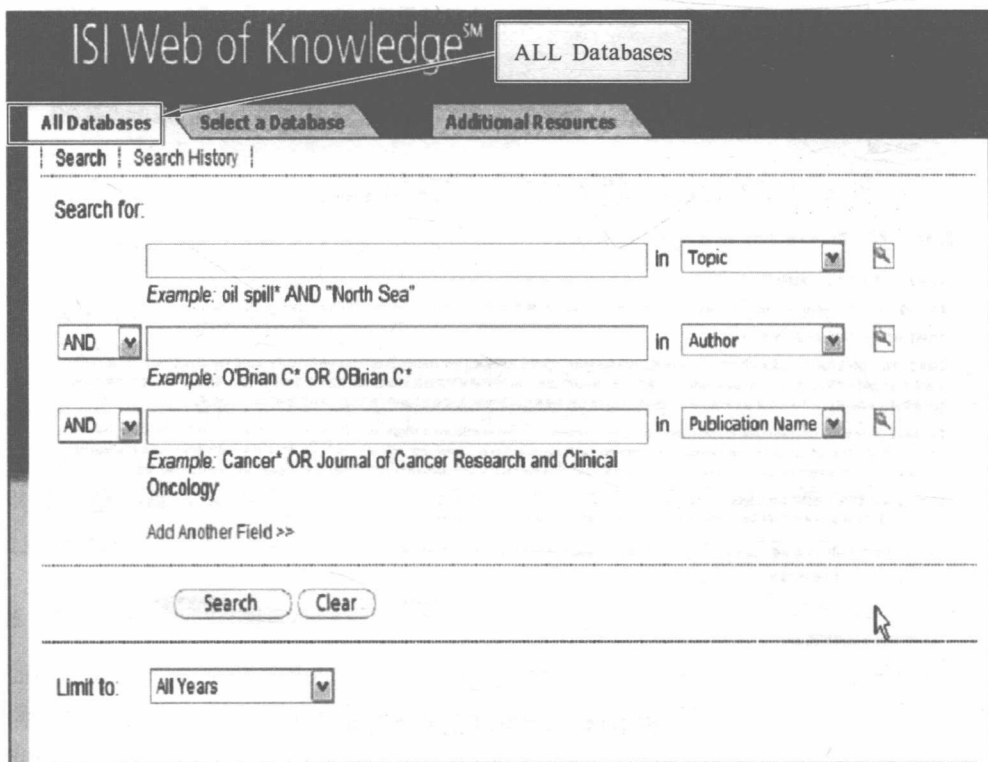 ISI Web of Knowledge℠
ALL Databases
All Databases Select a Database Additional Resources
Search Search History
Search for:
in Topic
Example: oil spill* AND "North Sea"
AND in Author
Example: O'Brian C* OR OBrian C*
AND in Publication Name
Example: Cancer* OR Journal of Cancer Research and Clinical
Oncology
Add Another Field >>
Search Clear
Limit to: All Years